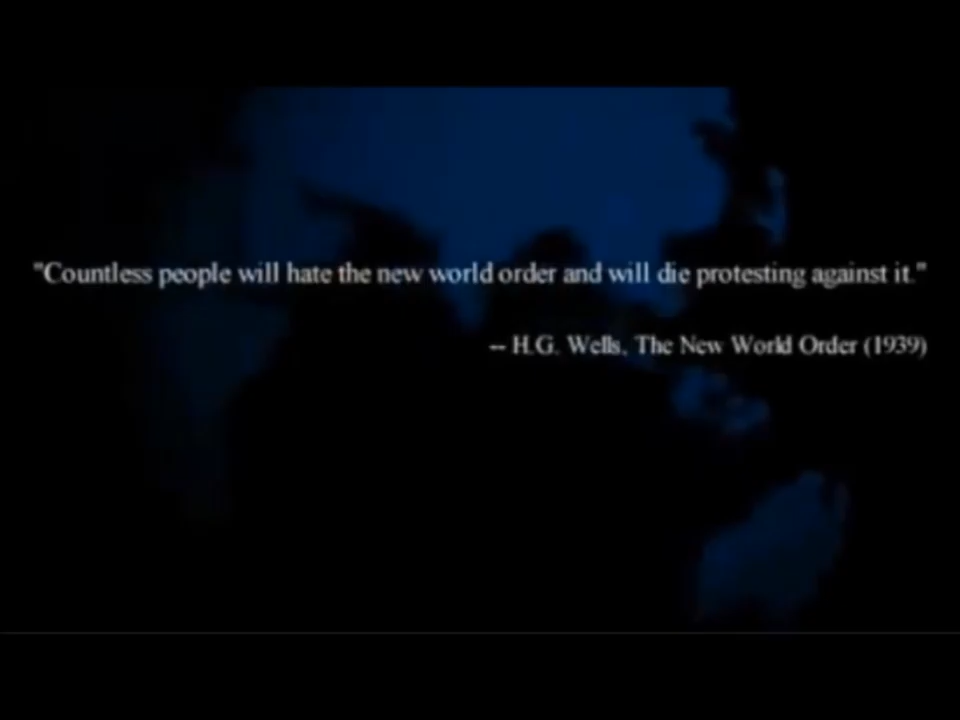 "Countless people will hate the new world order and will die protesting against it."
-- H.G. Wells, The New World Order (1939)